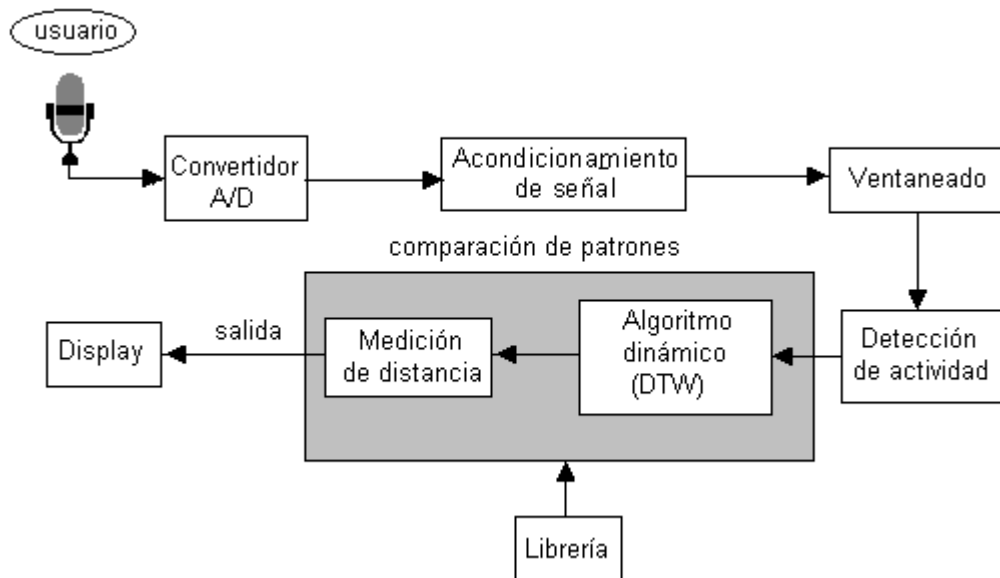 usuario
Convertidor
A/D
Acondicionamiento
de señal
Ventaneado
comparación de patrones
Detección
de actividad
Algoritmo
dinámico
(DTW)
Medición
de distancia
salida
Display
Librería